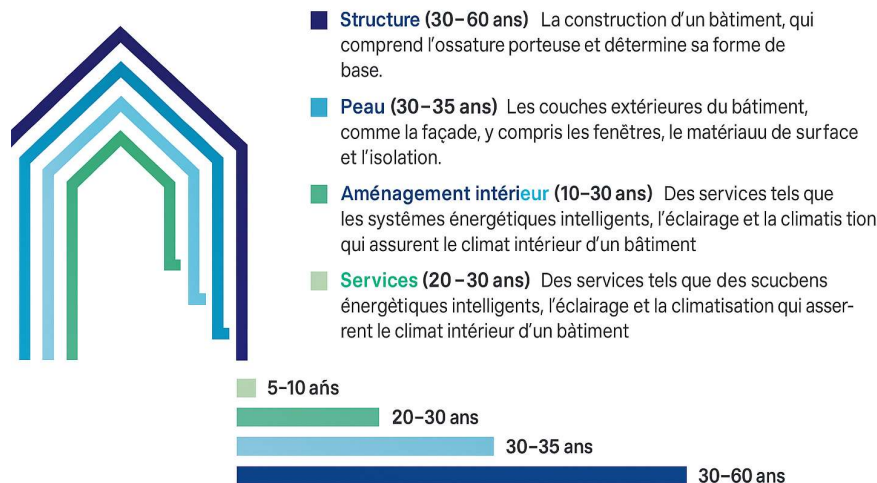 Structure (30–60 ans) La construction d'un bàtiment, qui
comprend l'ossature porteuse et dêtermine sa forme de
base.
Peau (30–35 ans) Les couches extérieures du bâtiment,
comme la façade, y compris les fenêtres, le matériauu de surface
et l'isolation.
Aménagement intérieur (10–30 ans) Des services tels que
les systèmes énergétiques intelligents, l'éclairage et la climatis tion
qui assurent le climat intérieur d'un bâtiment
Services (20–30 ans) Des services tels que des scucbens
énergètiques intelligents, l'éclairage et la climatisation qui asser-
rent le climat intérieur d'un bàtiment
5–10 ańs
20–30 ans
30–35 ans
30–60 ans